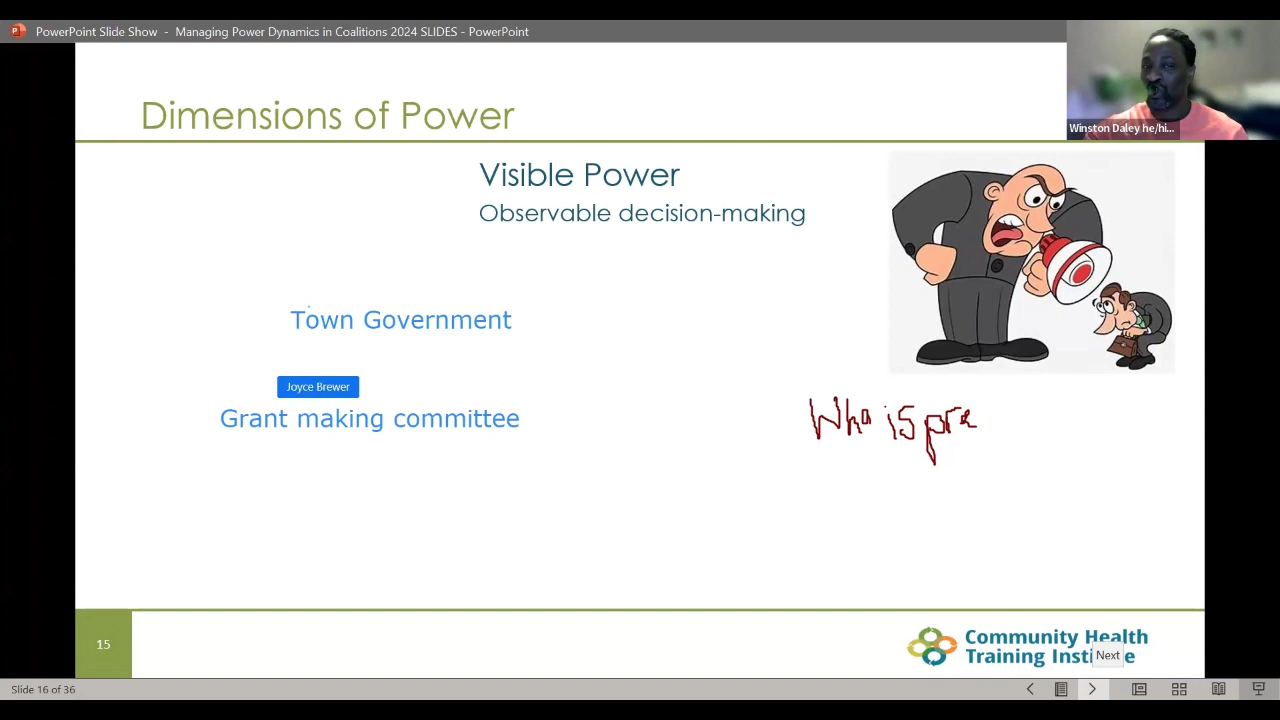 PowerPoint Slide Show - Managing Power Dynamics in Coalitions 2024 SLIDES - PowerPoint
Winston Daley he/hi...
Dimensions of Power
Visible Power
Observable decision-making
Town Government
Joyce Brewer
Grant making committee
Who is pre
15
Community Health
Training Insti e
Next
Slide 16 of 36